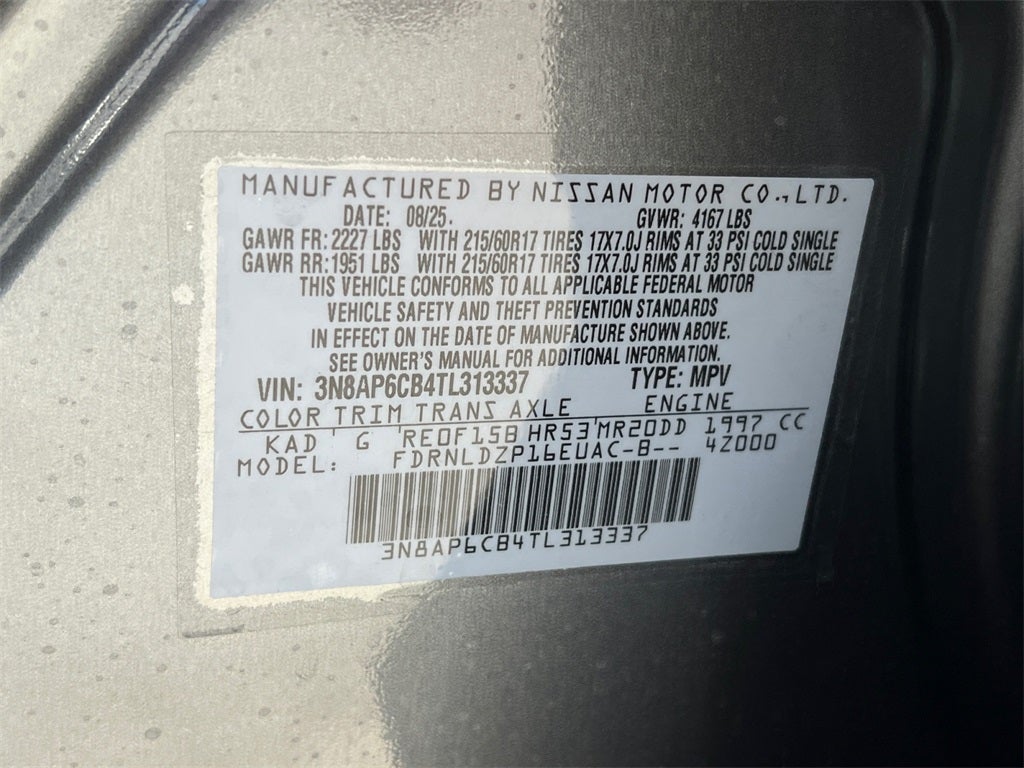 MANUFACTURED BY NISSAN MOTOR CO., LTD.
DATE: 08/25. GVWR: 4167 LBS
GAWR FR: 2227 LBS WITH 215/60R17 TIRES 17X7.0J RIMS AT 33 PSI COLD SINGLE
GAWR RR: 1951 LBS WITH 215/60R17 TIRES 17X7.0J RIMS AT 33 PSI COLD SINGLE
THIS VEHICLE CONFORMS TO ALL APPLICABLE FEDERAL MOTOR
VEHICLE SAFETY AND THEFT PREVENTION STANDARDS
IN EFFECT ON THE DATE OF MANUFACTURE SHOWN ABOVE.
SEE OWNER'S MANUAL FOR ADDITIONAL INFORMATION.
VIN: 3N8AP6CB4TL313337 TYPE: MPV
COLOR TRIM TRANS AXLE ENGINE
KAD G RE0F15B HR53 MR20DD 1997 CC
MODEL: FDRNLDZP16EUAC-B-- 4Z000
3N8AP6CB4TL313337